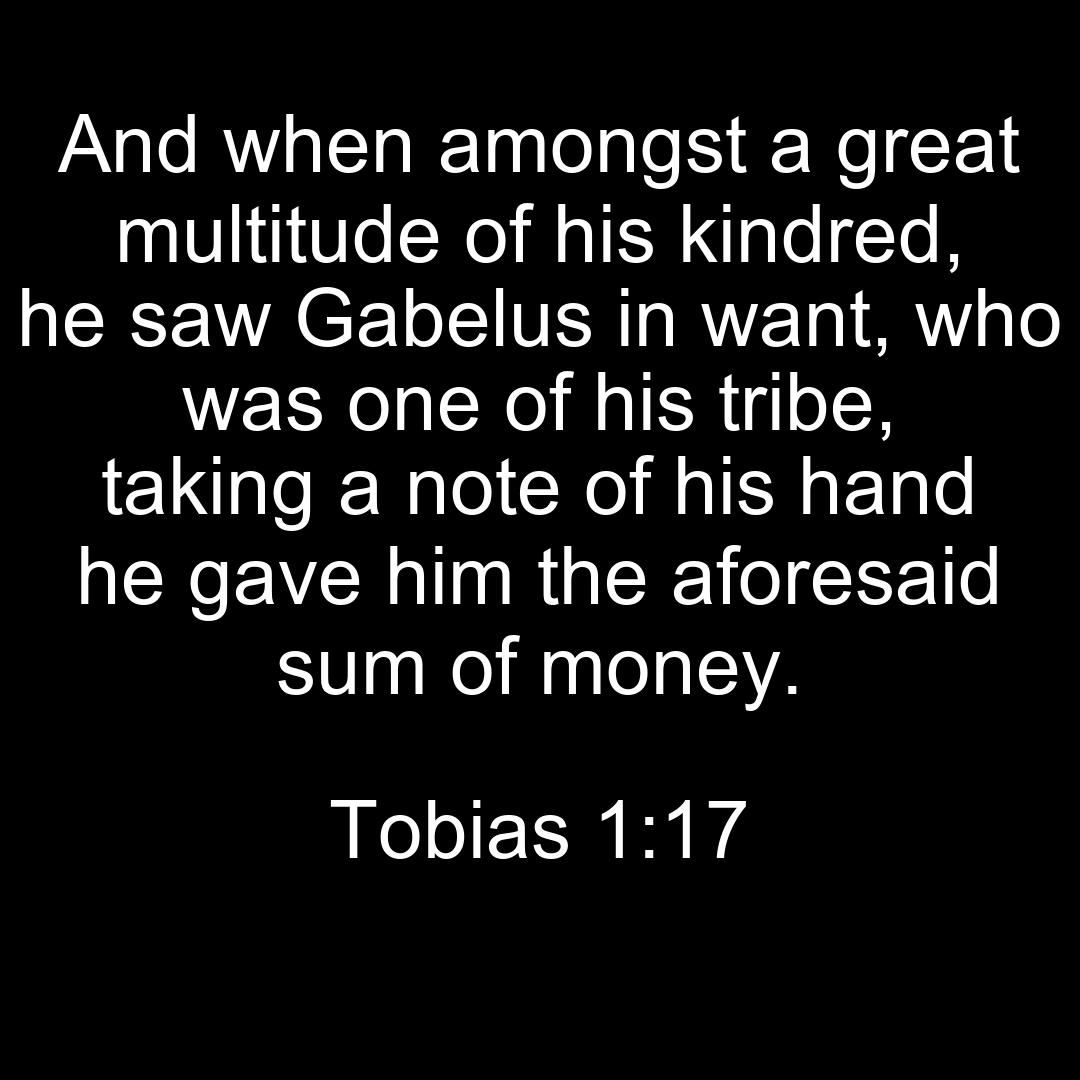 And when amongst a great
multitude of his kindred,
he saw Gabelus in want, who
was one of his tribe,
taking a note of his hand
he gave him the aforesaid
sum of money.
Tobias 1:17